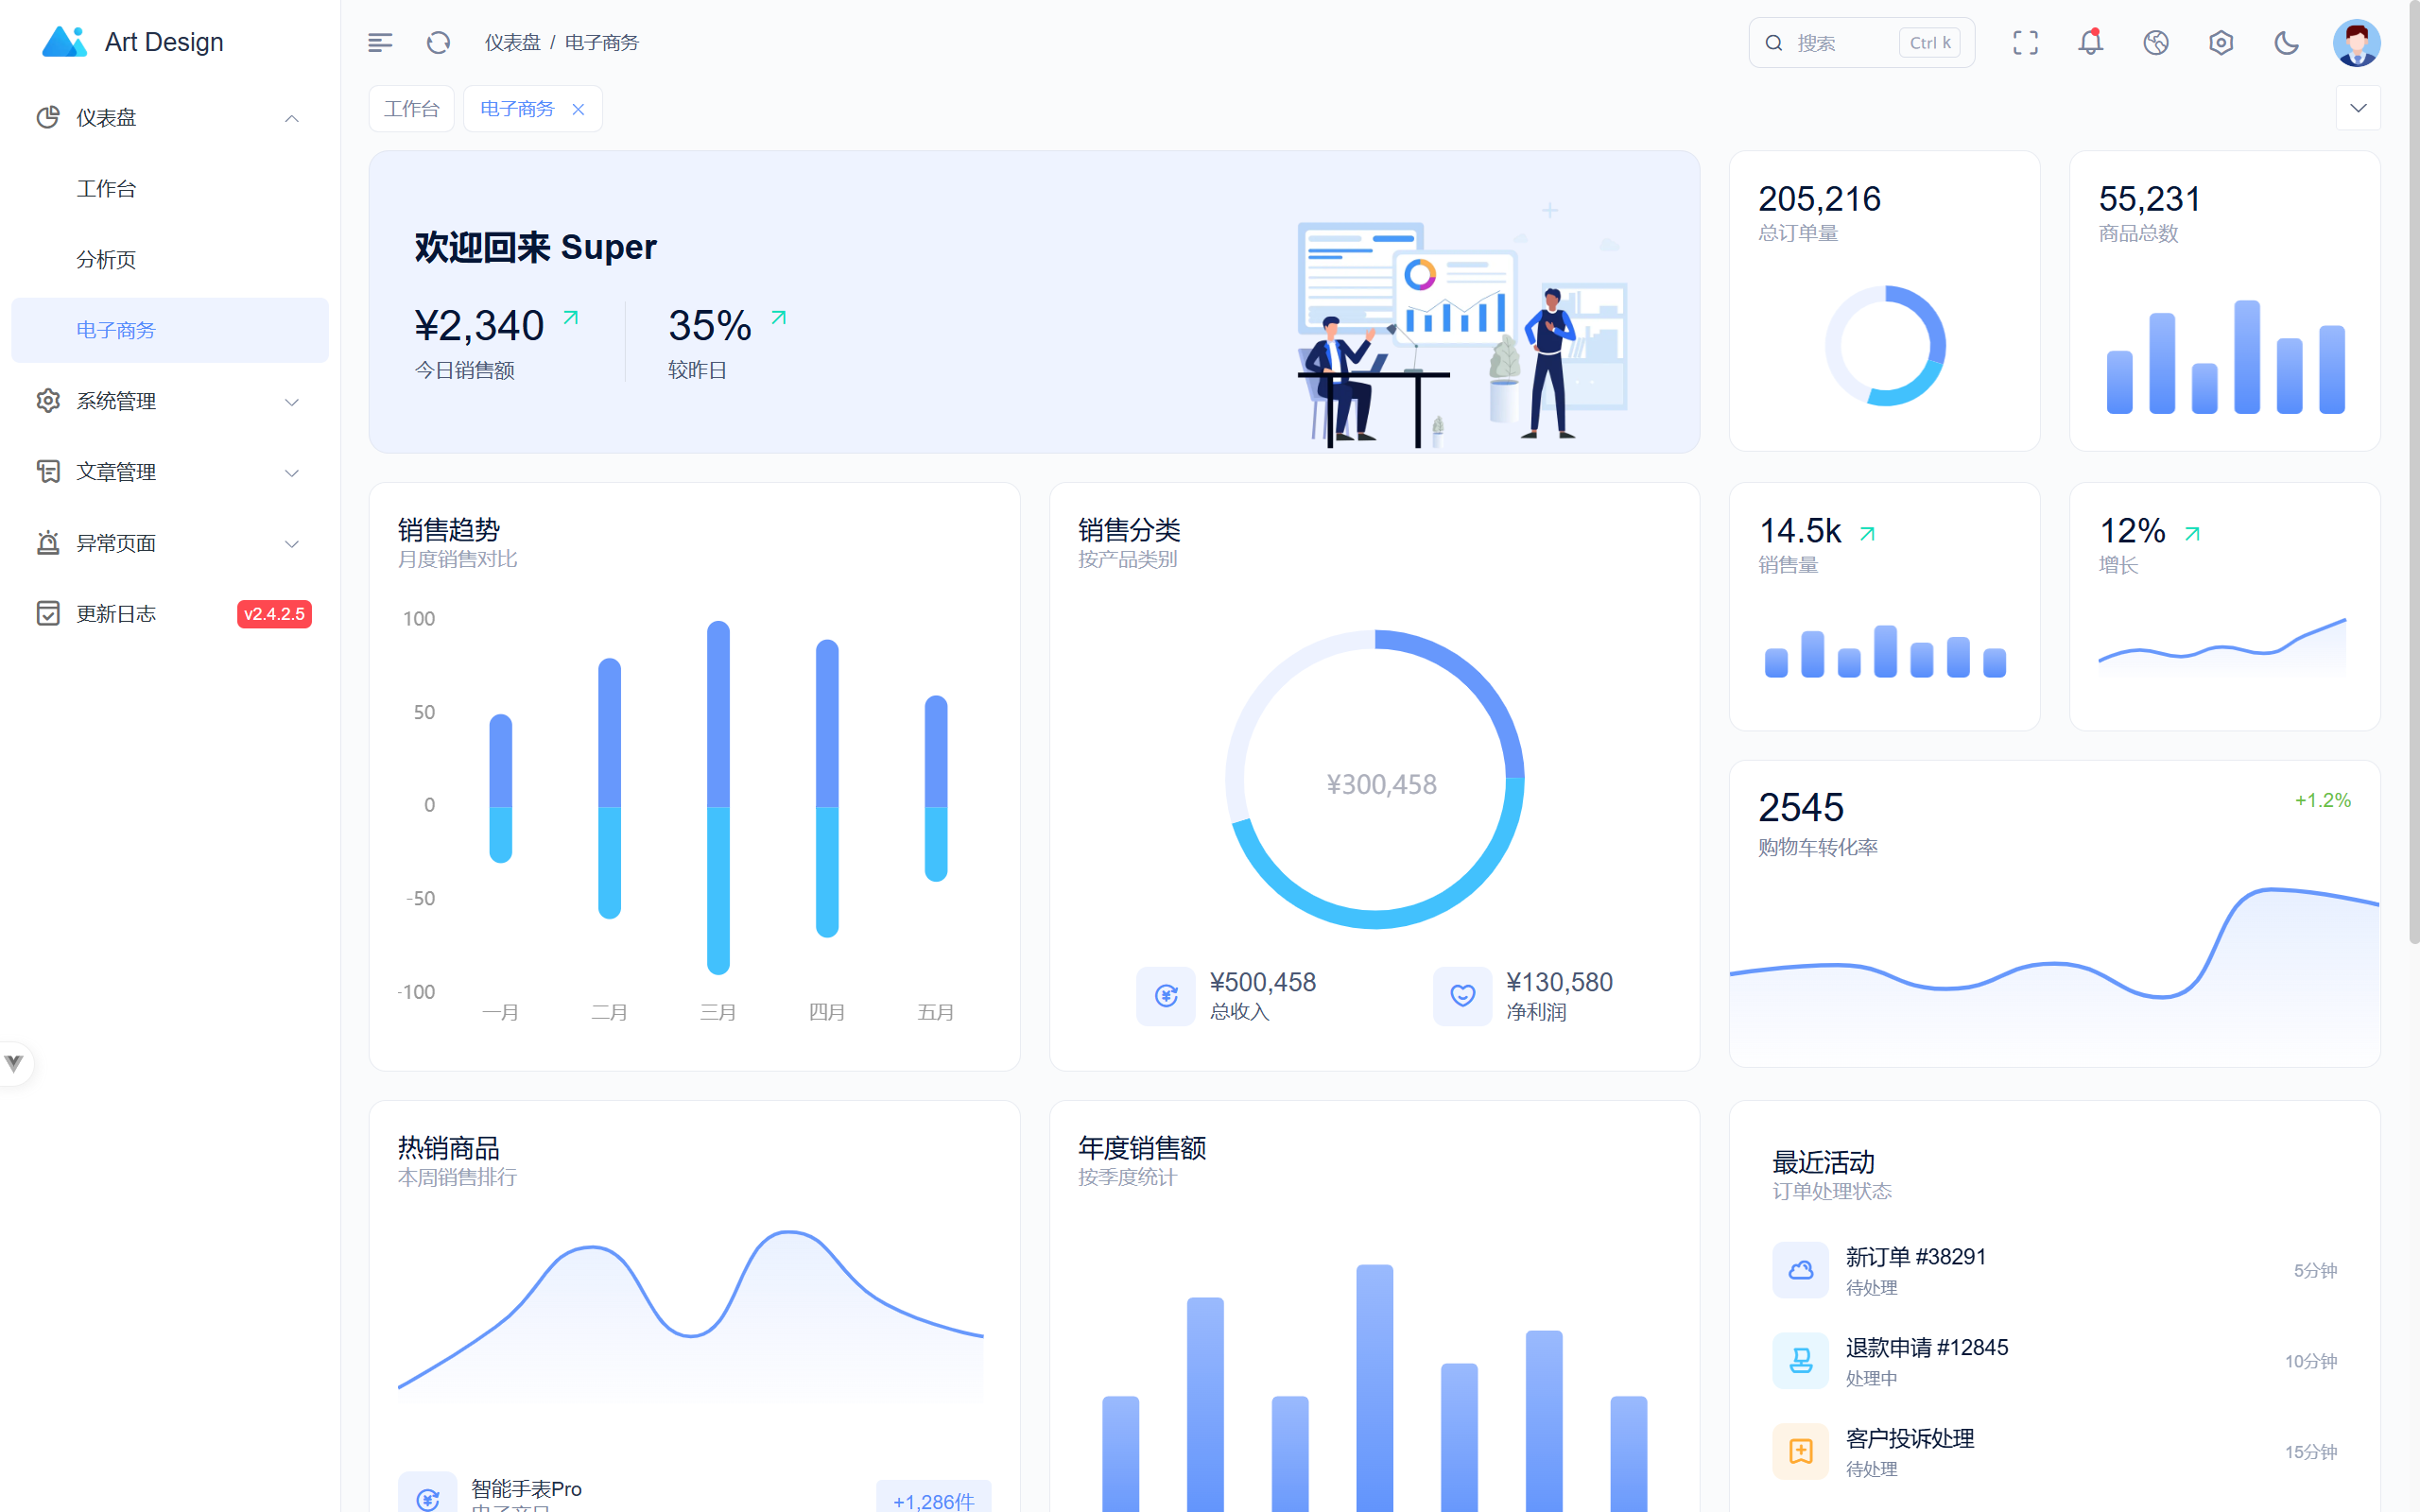 Art Design
仪表盘 / 电子商务
搜索
Ctrl k
工作台
电子商务
仪表盘
工作台
分析页
电子商务
系统管理
文章管理
异常页面
更新日志
v2.4.2.5
欢迎回来 Super
¥2,340
今日销售额
35%
较昨日
205,216
总订单量
55,231
商品总数
销售趋势
月度销售对比
100
50
0
-50
-100
一月
二月
三月
四月
五月
销售分类
按产品类别
¥300,458
¥500,458
总收入
¥130,580
净利润
14.5k
销售量
12%
增长
2545
+1.2%
购物车转化率
热销商品
本周销售排行
智能手表Pro
+1,286件
年度销售额
按季度统计
最近活动
订单处理状态
新订单 #38291
待处理
5分钟
退款申请 #12845
处理中
10分钟
客户投诉处理
待处理
15分钟